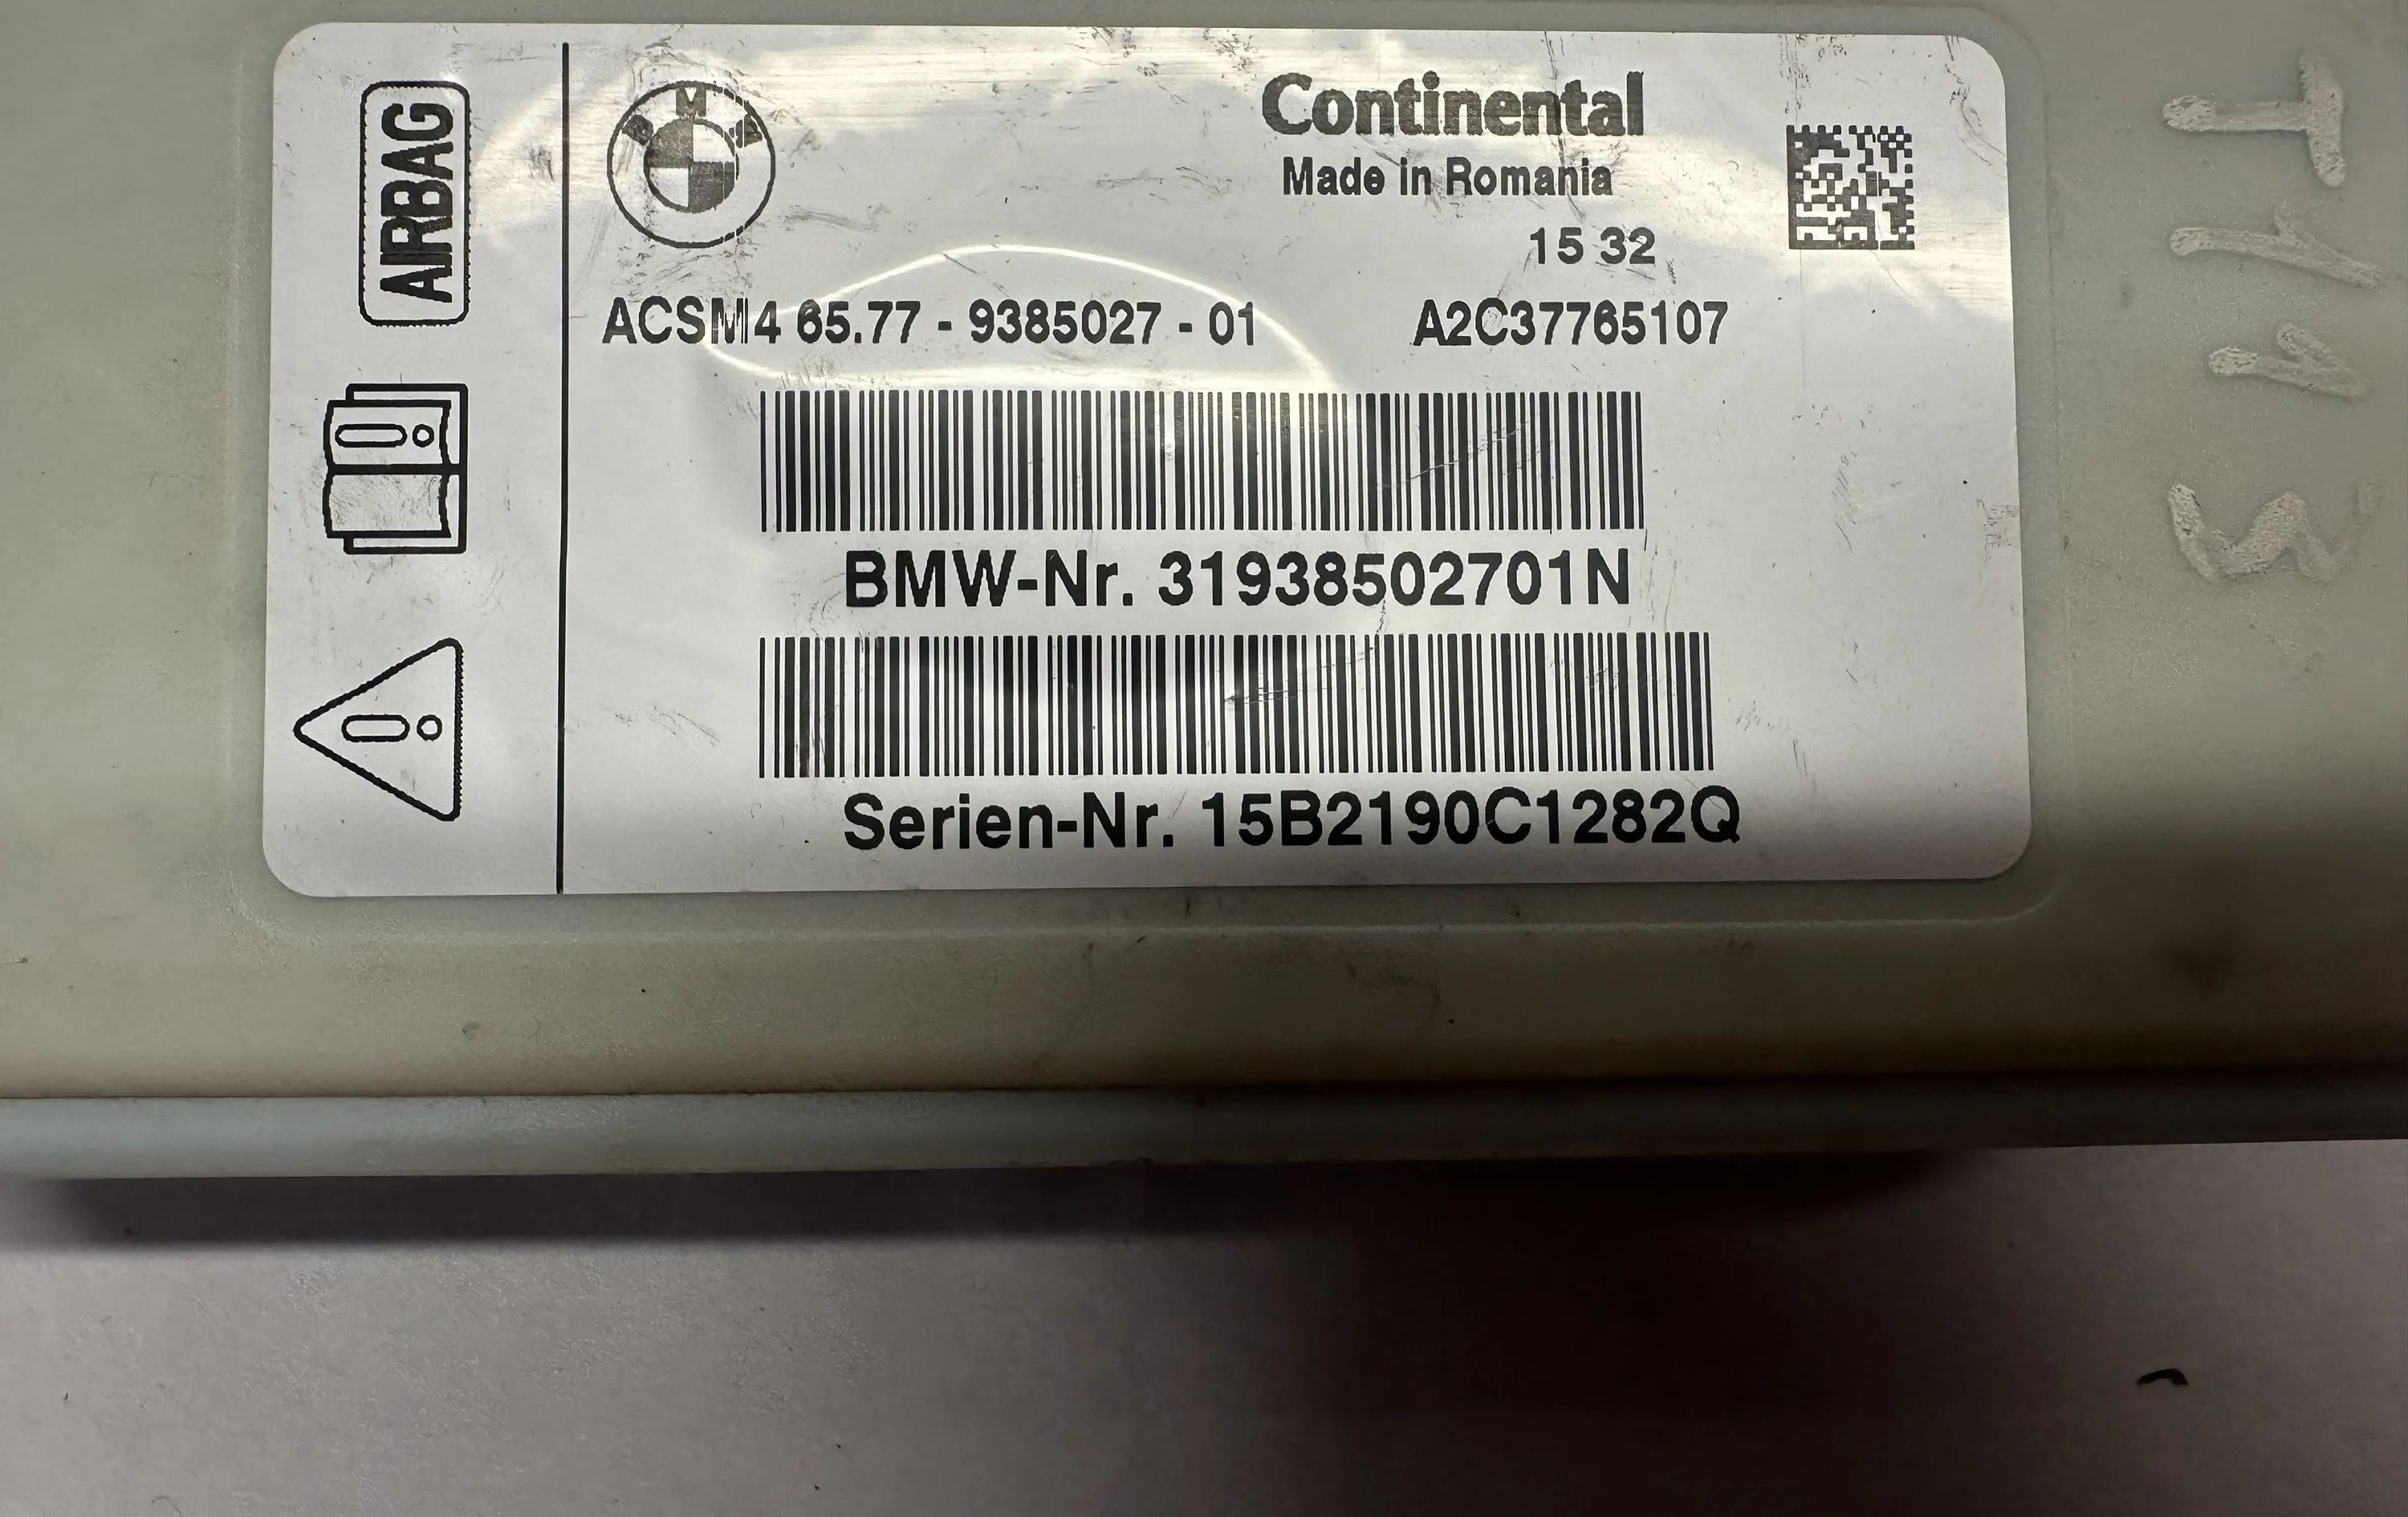 AIRBAG
BMW
Continental
Made in Romania
15 32
ACSM4 65.77 - 9385027 - 01 A2C37765107
BMW-Nr. 31938502701N
Serien-Nr. 15B2190C1282Q